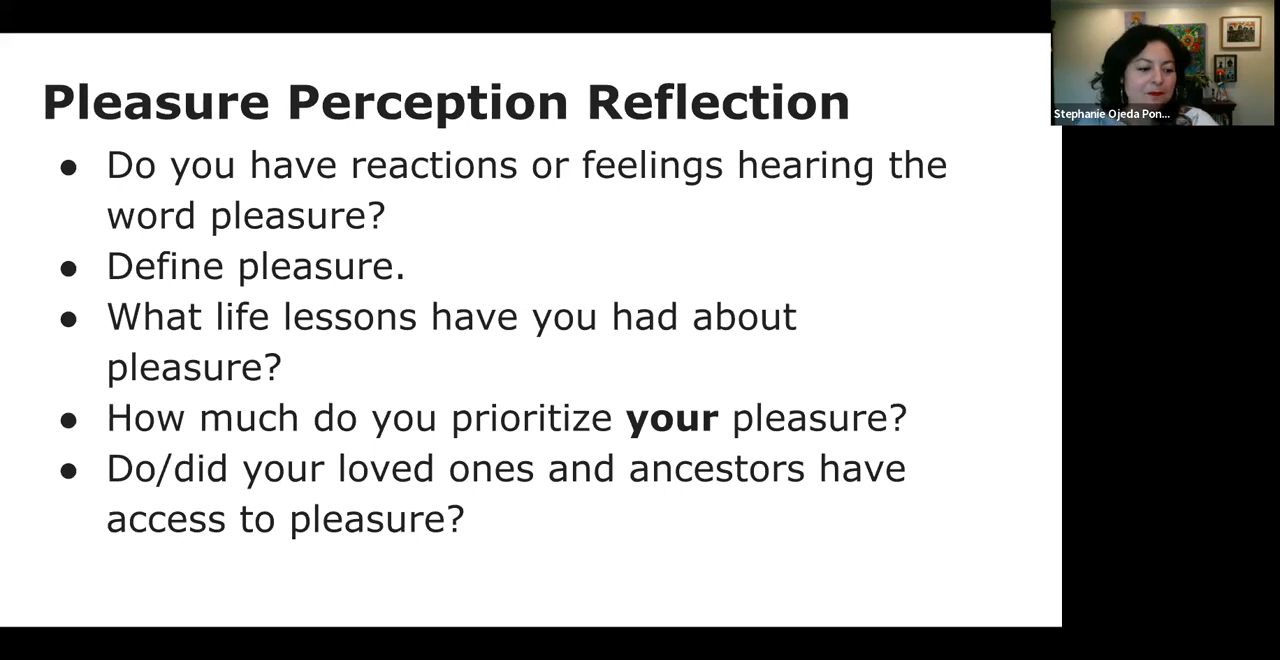 Pleasure Perception Reflection
● Do you have reactions or feelings hearing the
word pleasure?
● Define pleasure.
● What life lessons have you had about
pleasure?
● How much do you prioritize your pleasure?
● Do/did your loved ones and ancestors have
access to pleasure?
Stephanie Ojeda Pon...